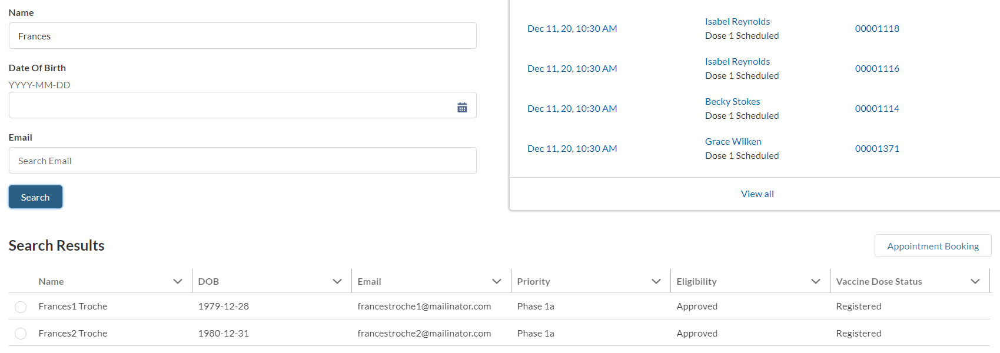 Name
Frances
Date Of Birth
YYYY-MM-DD
Email
Search Email
Search
Dec 11, 20, 10:30 AM
Isabel Reynolds
Dose 1 Scheduled
00001118
Dec 11, 20, 10:30 AM
Isabel Reynolds
Dose 1 Scheduled
00001116
Dec 11, 20, 10:30 AM
Becky Stokes
Dose 1 Scheduled
00001114
Dec 11, 20, 10:30 AM
Grace Wilken
Dose 1 Scheduled
00001371
View all
Search Results
Appointment Booking
Name DOB Email Priority Eligibility Vaccine Dose Status
Frances1 Troche 1979-12-28 francestroche1@mailinator.com Phase 1a Approved Registered
Frances2 Troche 1980-12-31 francestroche2@mailinator.com Phase 1a Approved Registered